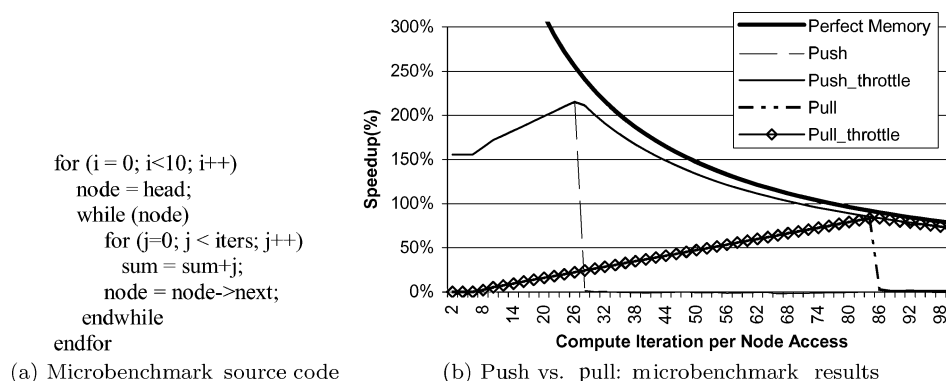 for (i = 0; i<10; i++)
node = head;
while (node)
for (j=0; j < iters; j++)
sum = sum+j;
node = node->next;
endwhile
endfor
(a) Microbenchmark source code
300%
250%
200%
150%
100%
50%
0%
Speedup(%)
Perfect Memory
Push
Push_throttle
Pull
Pull_throttle
2 8 14 20 26 32 38 44 50 56 62 68 74 80 86 92 98
Compute Iteration per Node Access
(b) Push vs. pull: microbenchmark results